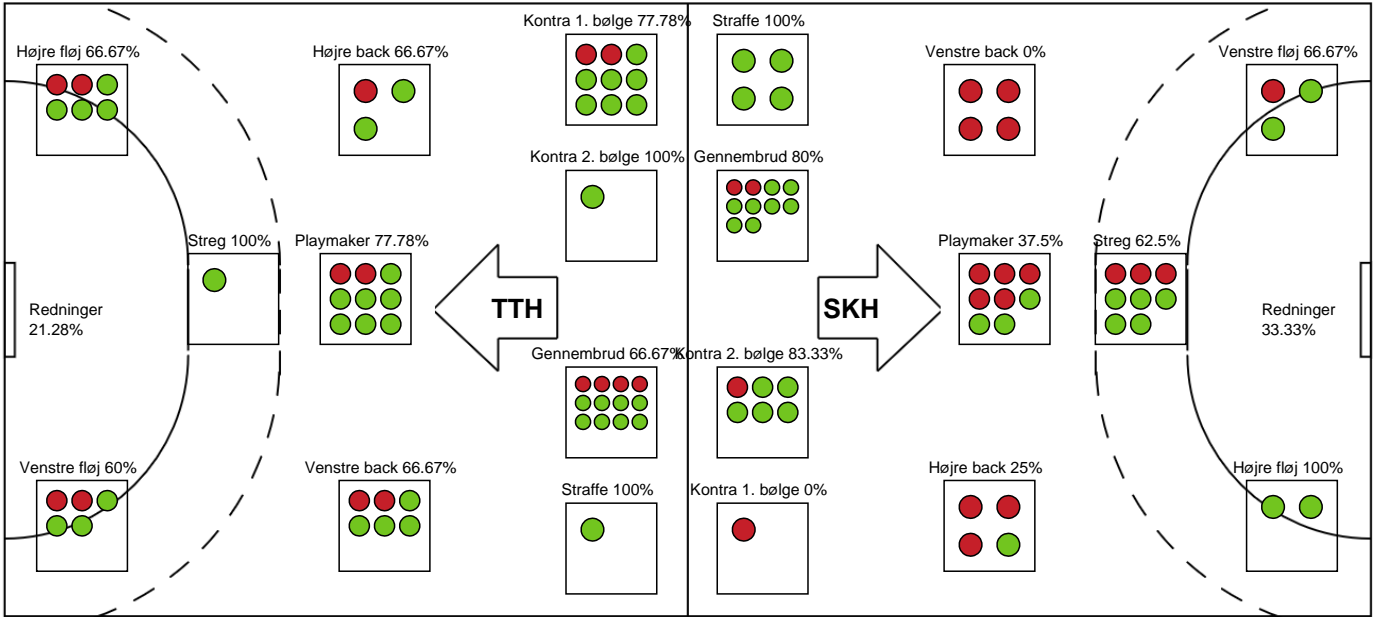 Kontra 1. bølge 77.78%
Straffe 100%
Højre fløj 66.67%
Højre back 66.67%
Venstre back 0%
Venstre fløj 66.67%
Kontra 2. bølge 100%
Gennembrud 80%
Streg 100%
Playmaker 77.78%
Playmaker 37.5%
Streg 62.5%
Redninger
21.28%
TTH
SKH
Redninger
33.33%
Gennembrud 66.67%
Kontra 2. bølge 83.33%
Venstre fløj 60%
Venstre back 66.67%
Straffe 100%
Kontra 1. bølge 0%
Højre back 25%
Højre fløj 100%